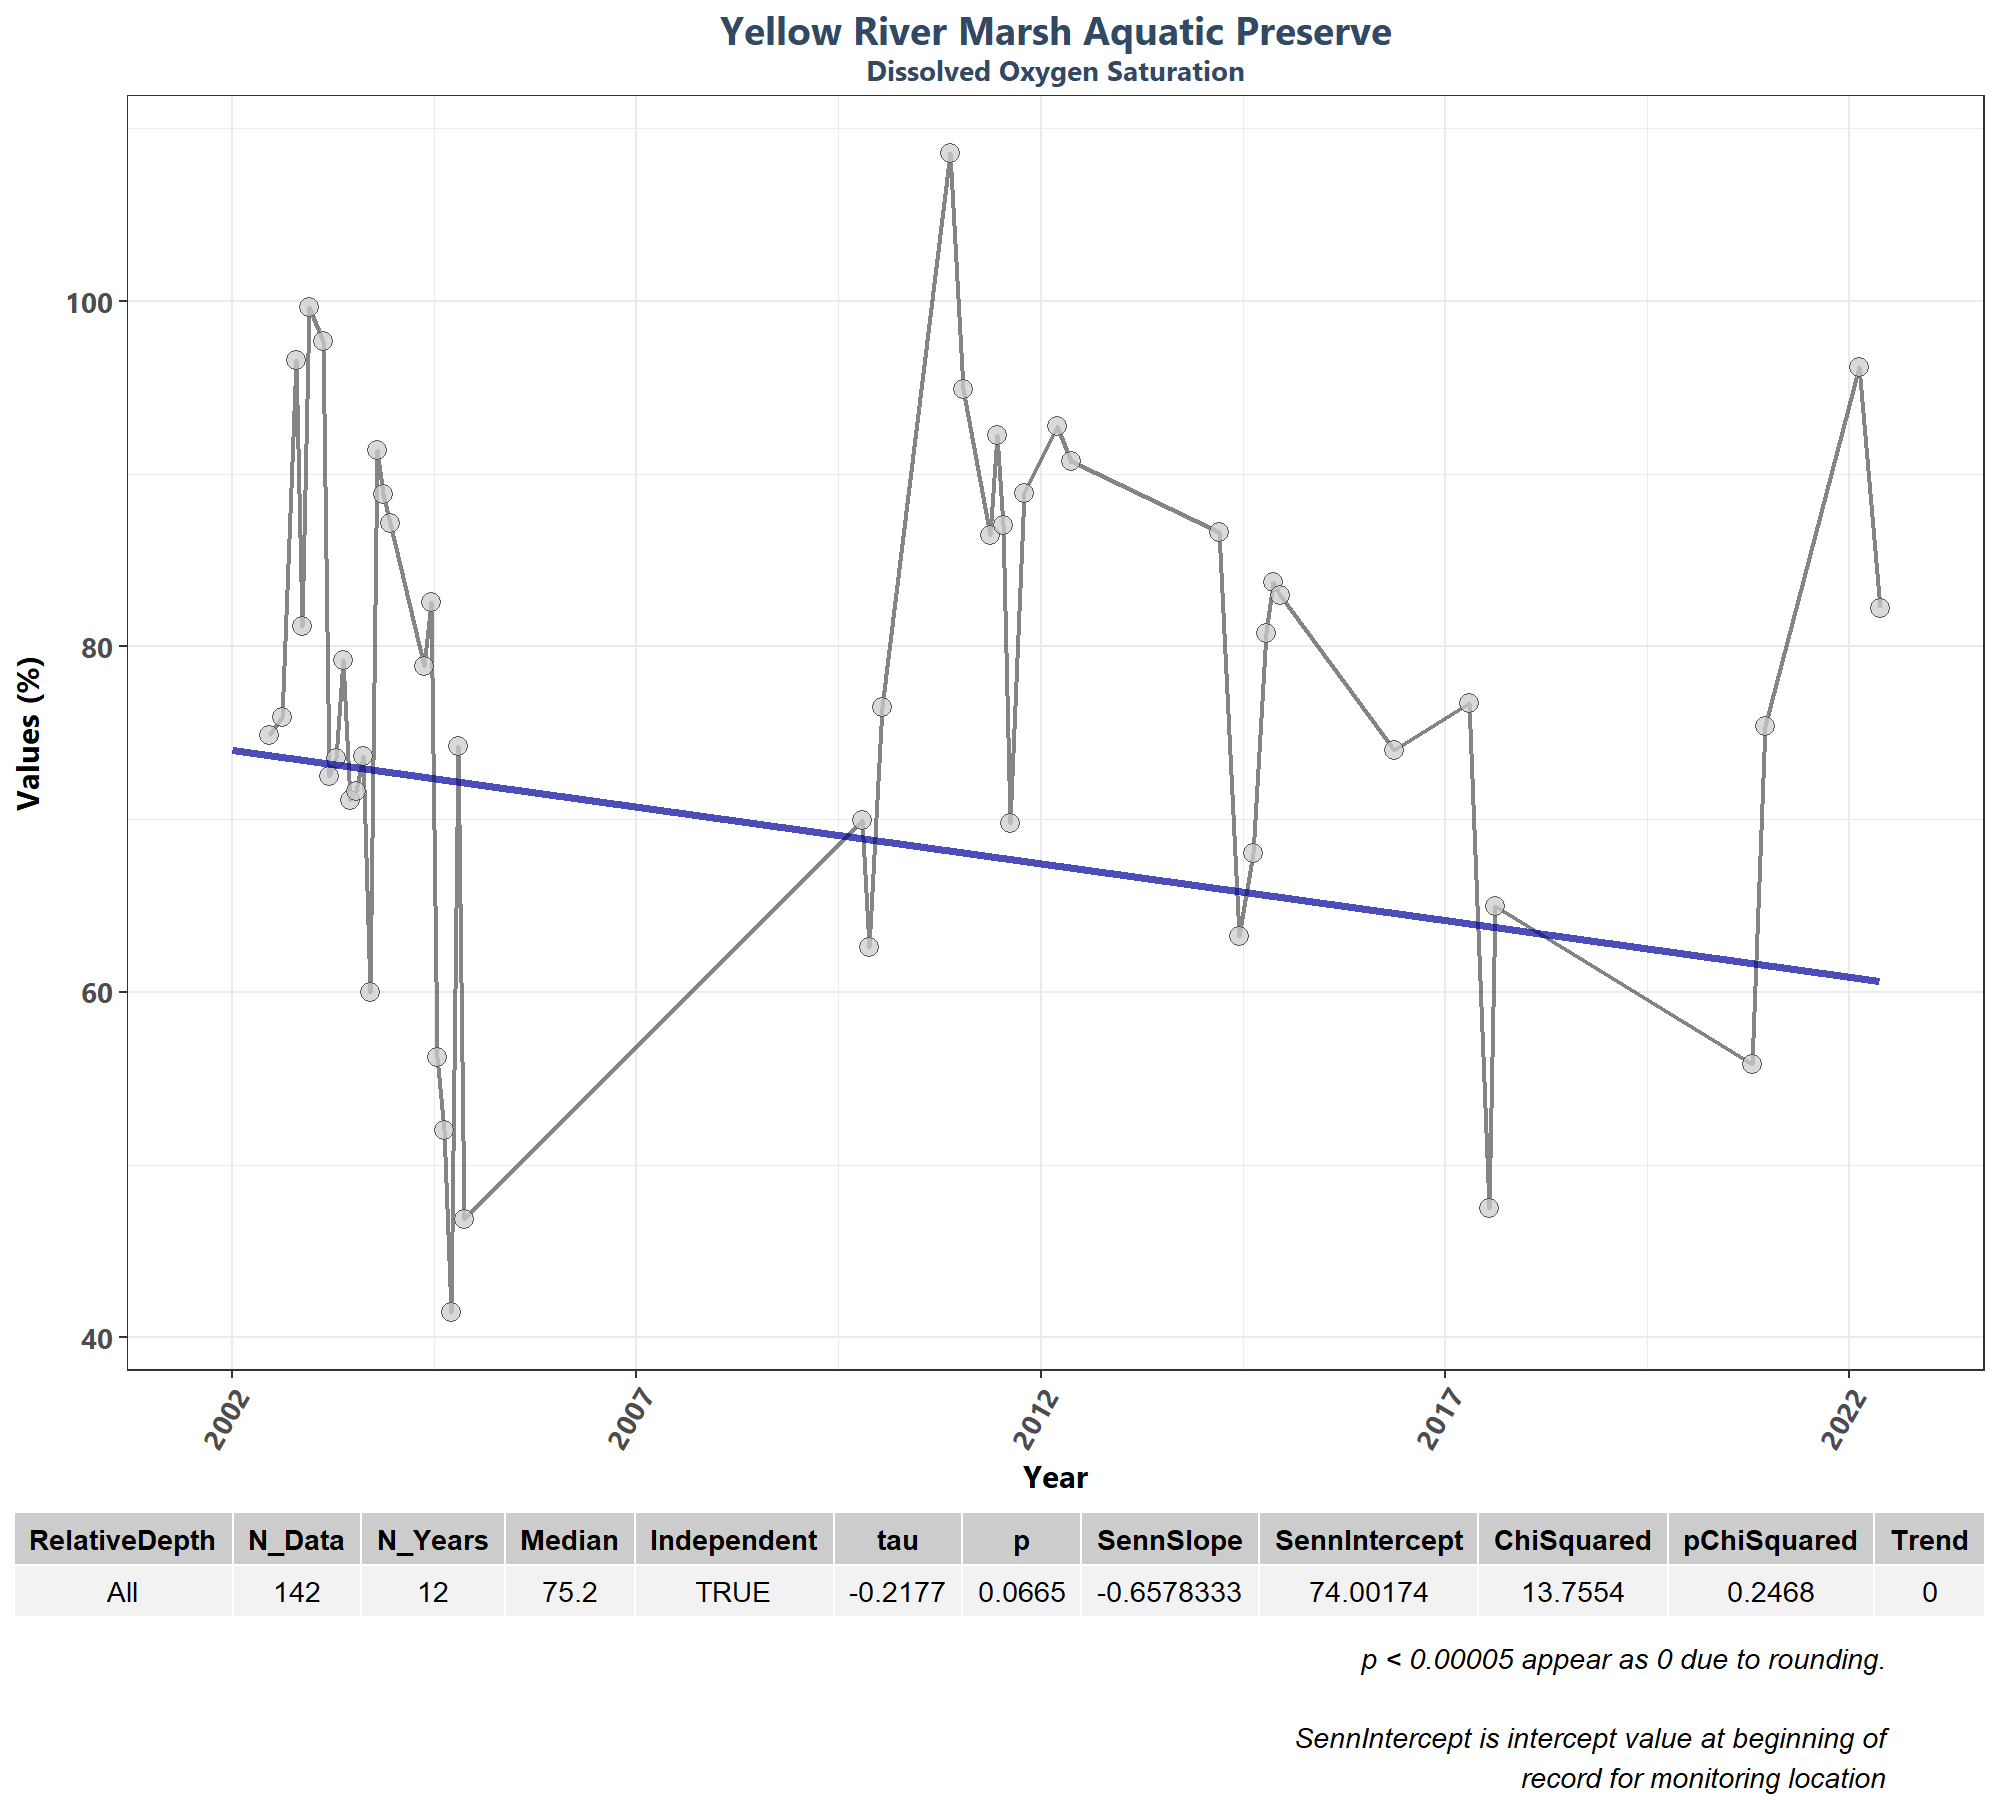 Yellow River Marsh Aquatic Preserve
Dissolved Oxygen Saturation
Values (%)
100
80
60
40
2002
2007
2012
2017
2022
Year
RelativeDepth N_Data N_Years Median Independent tau p SennSlope SennIntercept ChiSquared pChiSquared Trend
All 142 12 75.2 TRUE -0.2177 0.0665 -0.6578333 74.00174 13.7554 0.2468 0
p < 0.00005 appear as 0 due to rounding.
SennIntercept is intercept value at beginning of
record for monitoring location